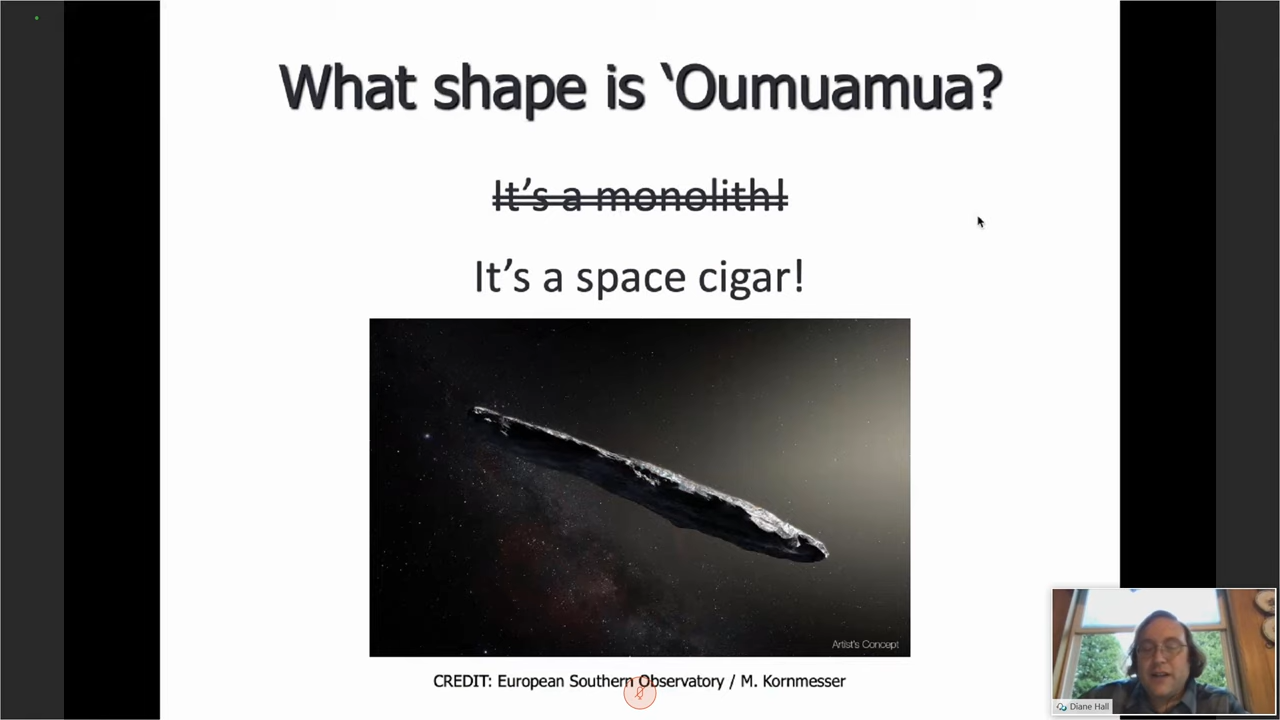 What shape is ‘Oumuamua?
It’s a monolith!
It’s a space cigar!
Artist's Concept
CREDIT: European Southern Observatory / M. Kornmesser
Diane Hall